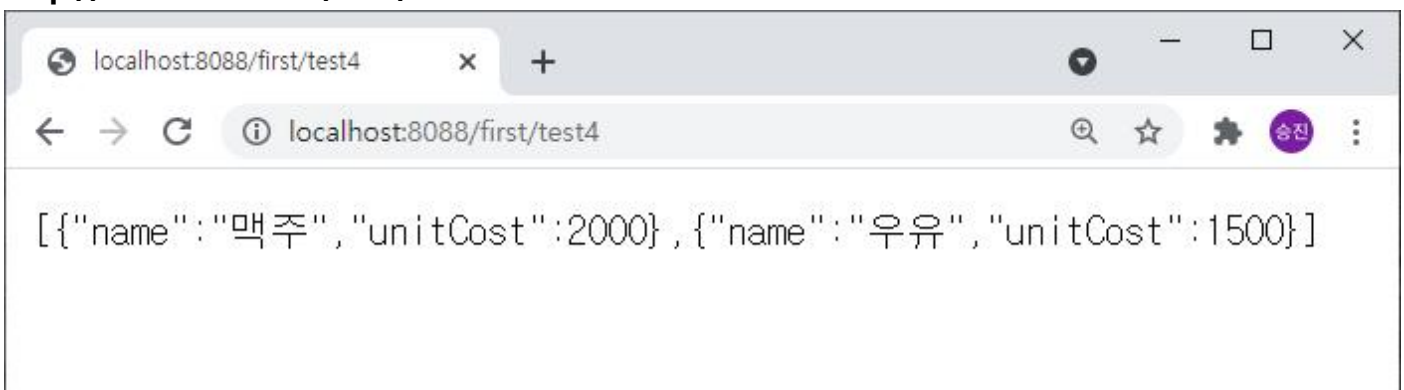 localhost:8088/first/test4
localhost:8088/first/test4
승진
[{"name":"맥주","unitCost":2000},{"name":"우유","unitCost":1500}]